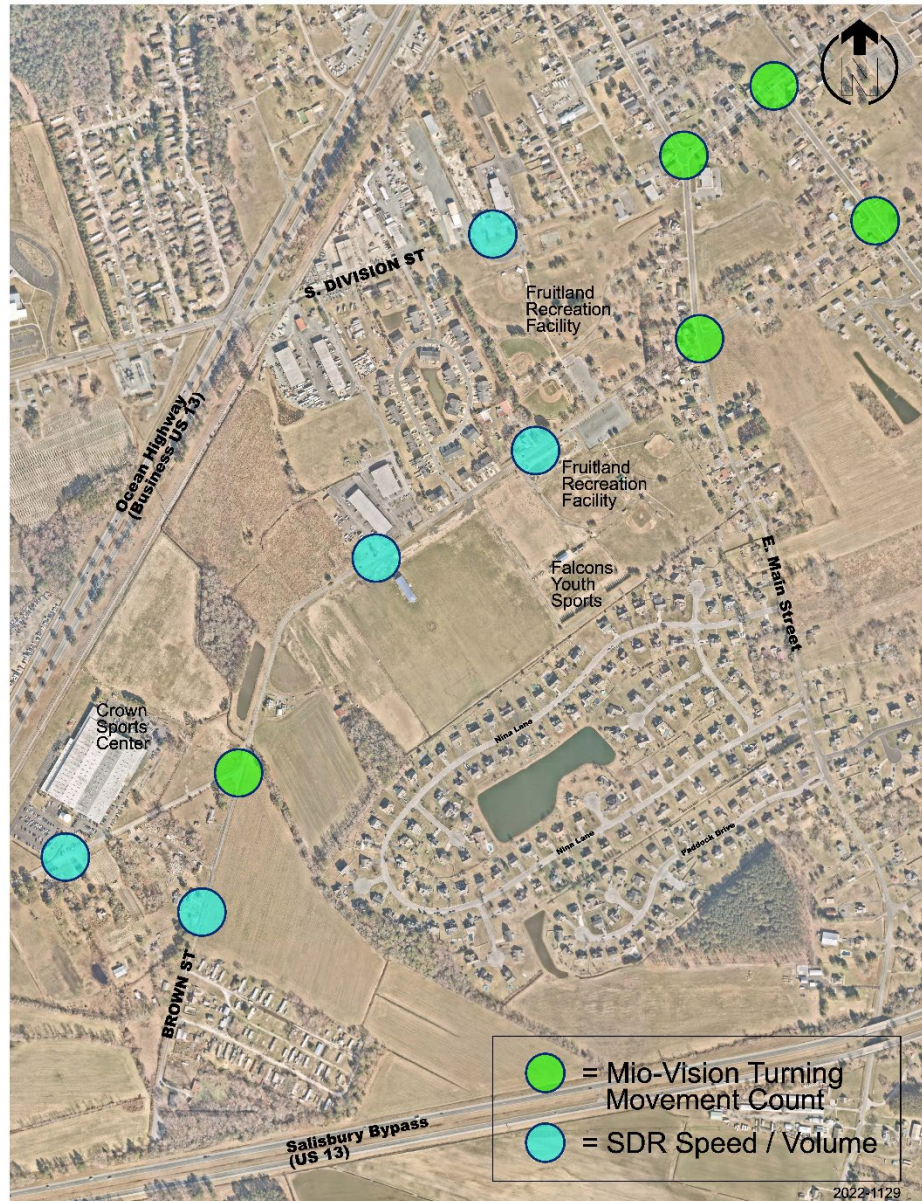 N
S. DIVISION ST
Fruitland
Recreation
Facility
Ocean Highway
(Business US 13)
Fruitland
Recreation
Facility
Falcons
Youth
Sports
E. Main Street
Crown
Sports
Center
Nina Lane
Nina Lane
Paddock Drive
BROWN ST
= Mio-Vision Turning
Movement Count
= SDR Speed / Volume
Salisbury Bypass
(US 13)
2022-1129